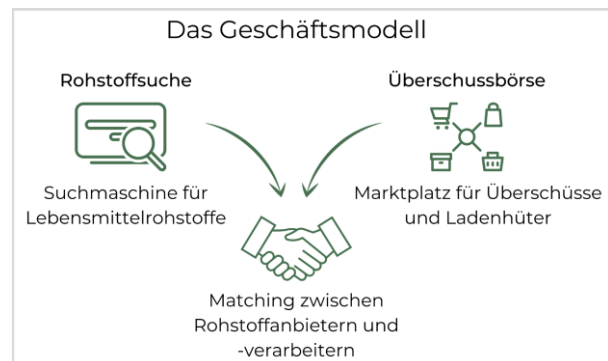 Das Geschäftsmodell
Rohstoffsuche
Suchmaschine für
Lebensmittelrohstoffe
Überschussbörse
Marktplatz für Überschüsse
und Ladenhüter
Matching zwischen
Rohstoffanbietern und
-verarbeitern